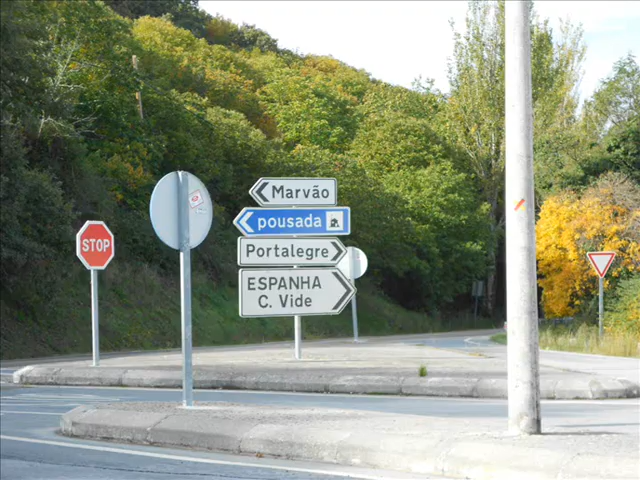 STOP
Marvão
pousada
Portalegre
ESPANHA
C. Vide